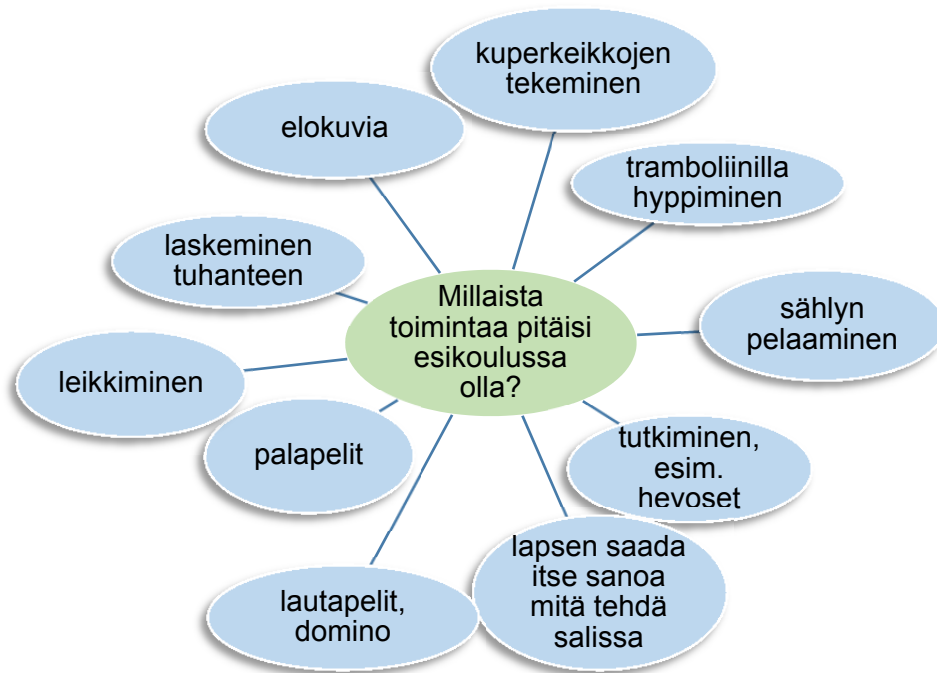 kuperkeikkojen
tekeminen
elokuvia
tramboliinilla
hyppiminen
laskeminen
tuhanteen
Millaista
toimintaa pitäisi
esikoulussa
olla?
sählyn
pelaaminen
leikkiminen
palapelit
tutkiminen,
esim.
hevoset
lapsen saada
itse sanoa
mitä tehdä
salissa
lautapelit,
domino